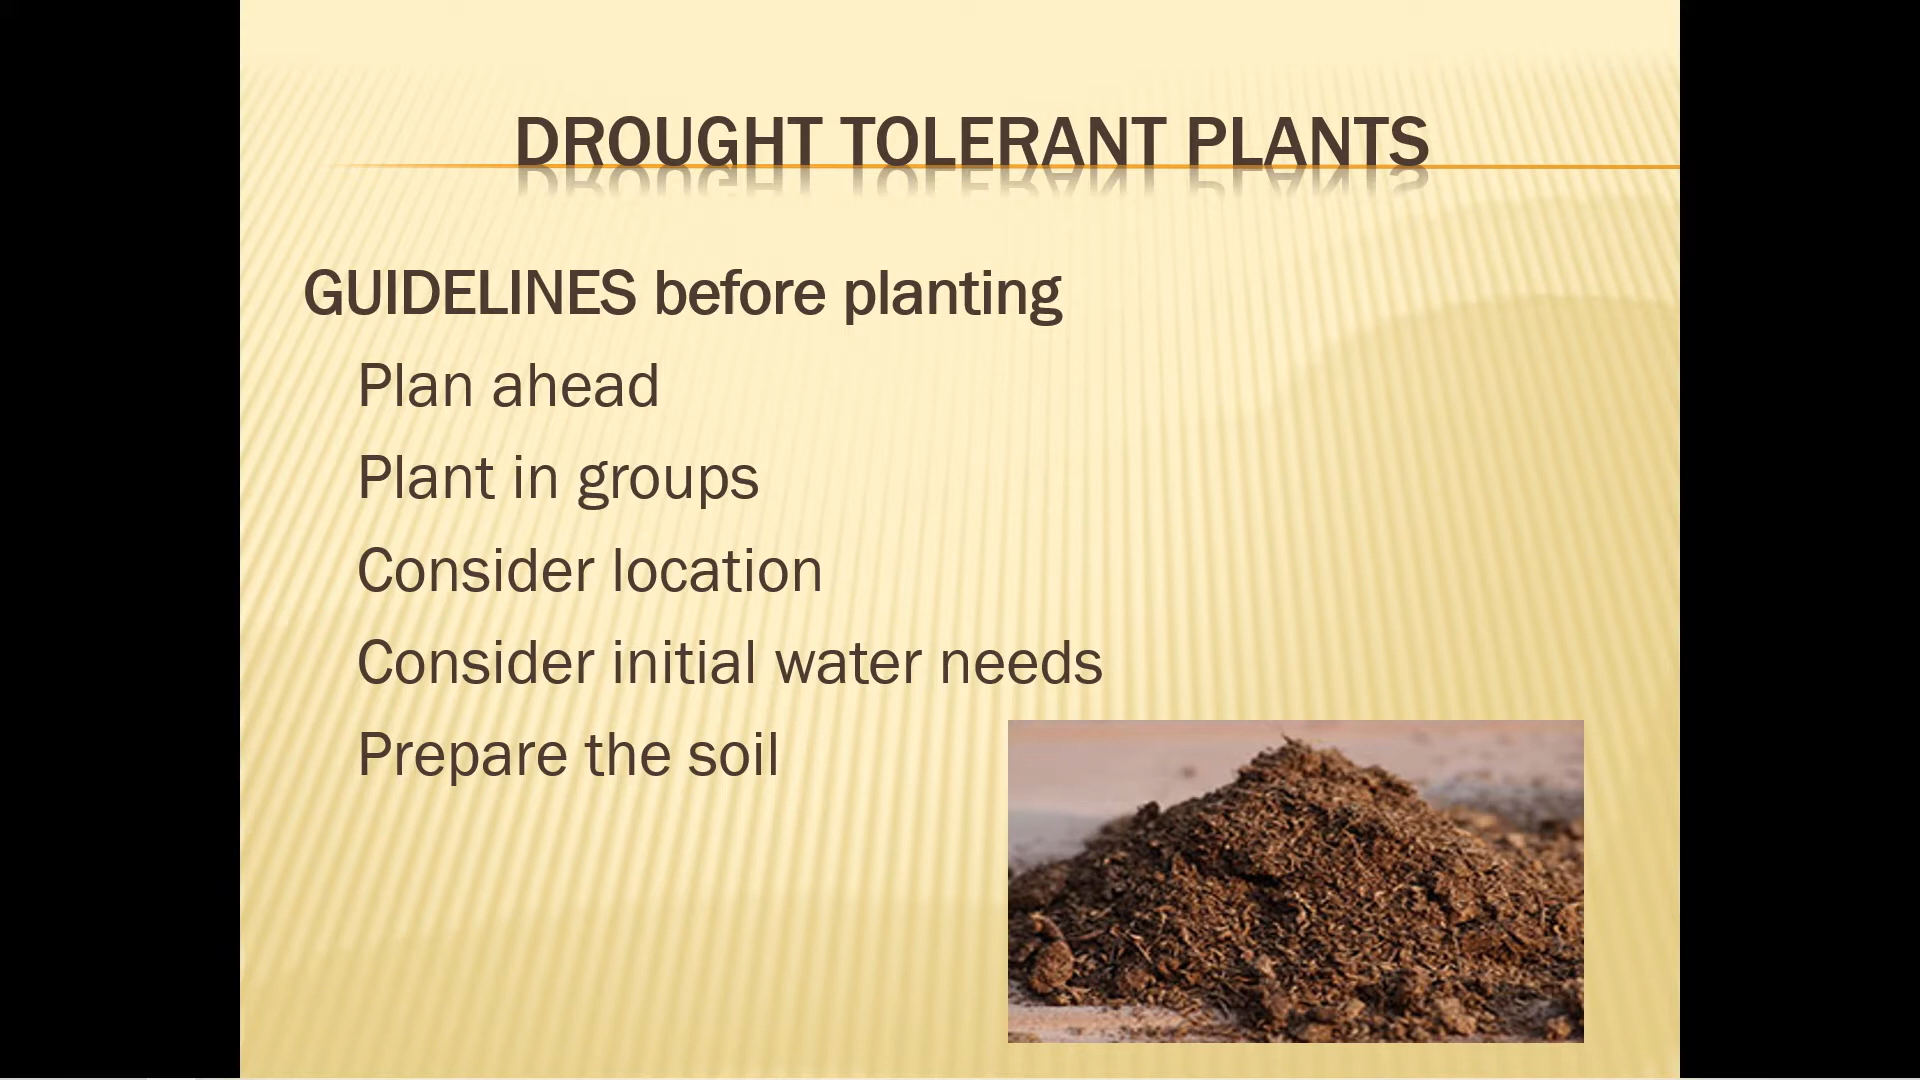 DROUGHT TOLERANT PLANTS
GUIDELINES before planting
Plan ahead
Plant in groups
Consider location
Consider initial water needs
Prepare the soil